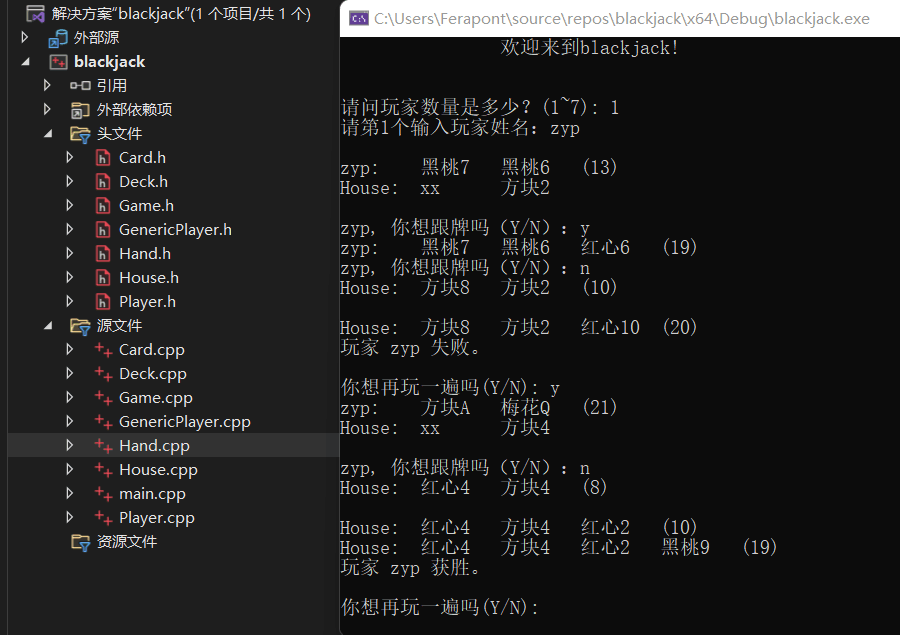 解决方案“blackjack”(1 个项目/共 1 个)
外部源
blackjack
引用
外部依赖项
头文件
Card.h
Deck.h
Game.h
GenericPlayer.h
Hand.h
House.h
Player.h
源文件
Card.cpp
Deck.cpp
Game.cpp
GenericPlayer.cpp
Hand.cpp
House.cpp
main.cpp
Player.cpp
资源文件
C:\Users\Ferapont\source\repos\blackjack\x64\Debug\blackjack.exe
欢迎来到blackjack!
请问玩家数量是多少? (1~7): 1
请第1个输入玩家姓名: zyp
zyp: 黑桃7 黑桃6 (13)
House: xx 方块2
zyp, 你想跟牌吗（Y/N）: y
zyp: 黑桃7 黑桃6 红心6 (19)
zyp, 你想跟牌吗（Y/N）: n
House: 方块8 方块2 (10)
House: 方块8 方块2 红心10 (20)
玩家 zyp 失败。
你想再玩一遍吗(Y/N): y
zyp: 方块A 梅花Q (21)
House: xx 方块4
zyp, 你想跟牌吗（Y/N）: n
House: 红心4 方块4 (8)
House: 红心4 方块4 红心2 (10)
House: 红心4 方块4 红心2 黑桃9 (19)
玩家 zyp 获胜。
你想再玩一遍吗(Y/N):